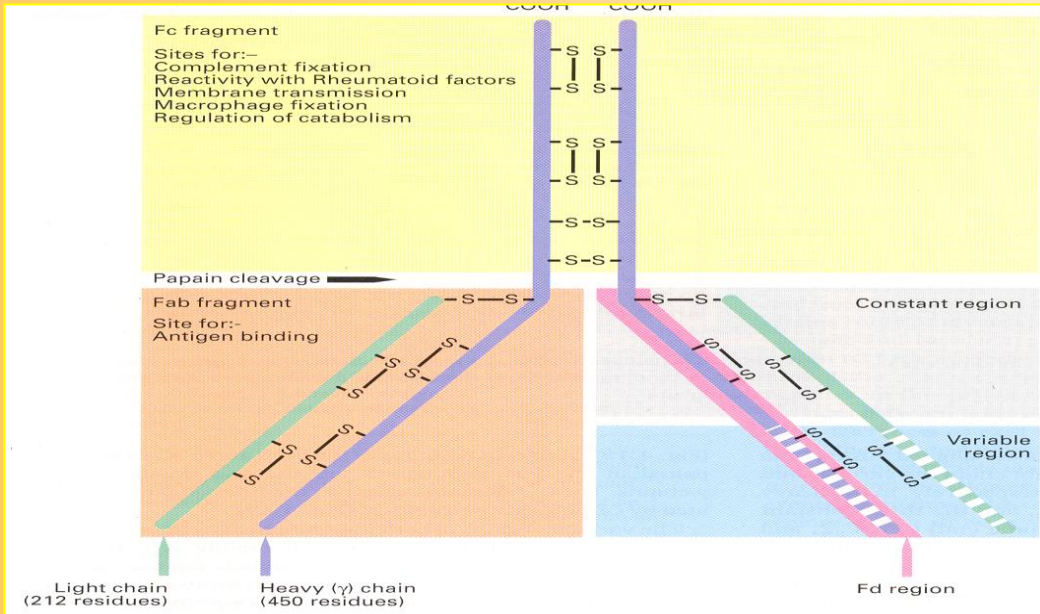 COOH COOH
Fc fragment
Sites for:–
Complement fixation
Reactivity with Rheumatoid factors
Membrane transmission
Macrophage fixation
Regulation of catabolism
S S
S S
S S
S S
S-S
S-S
Papain cleavage
Fab fragment
Site for:-
Antigen binding
S—S
S—S
Constant region
S S
S S
S S
S S
Variable
region
S S
S S
S S
S S
Light chain
(212 residues)
Heavy (γ) chain
(450 residues)
Fd region